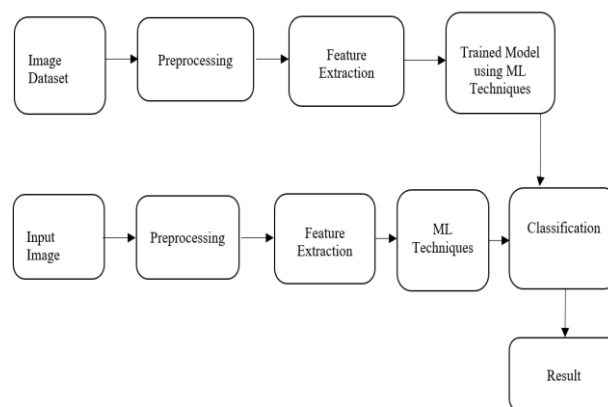 Image
Dataset
Preprocessing
Feature
Extraction
Trained Model
using ML
Techniques
Input
Image
Preprocessing
Feature
Extraction
ML
Techniques
Classification
Result